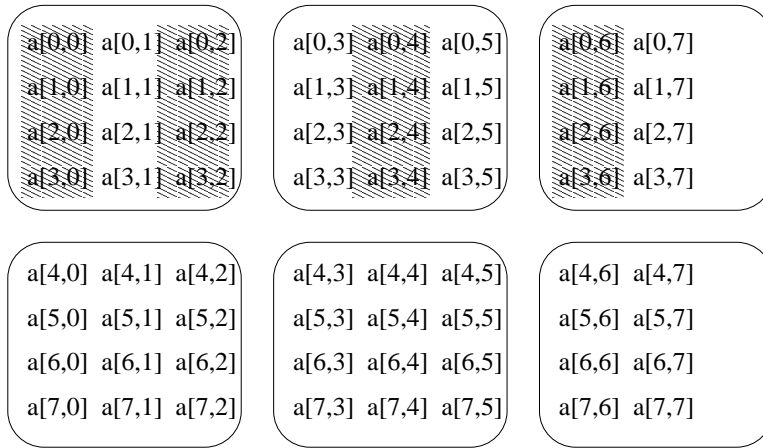 a[0,0] a[0,1] a[0,2] a[0,3] a[0,4] a[0,5] a[0,6] a[0,7]
a[1,0] a[1,1] a[1,2] a[1,3] a[1,4] a[1,5] a[1,6] a[1,7]
a[2,0] a[2,1] a[2,2] a[2,3] a[2,4] a[2,5] a[2,6] a[2,7]
a[3,0] a[3,1] a[3,2] a[3,3] a[3,4] a[3,5] a[3,6] a[3,7]
a[4,0] a[4,1] a[4,2] a[4,3] a[4,4] a[4,5] a[4,6] a[4,7]
a[5,0] a[5,1] a[5,2] a[5,3] a[5,4] a[5,5] a[5,6] a[5,7]
a[6,0] a[6,1] a[6,2] a[6,3] a[6,4] a[6,5] a[6,6] a[6,7]
a[7,0] a[7,1] a[7,2] a[7,3] a[7,4] a[7,5] a[7,6] a[7,7]